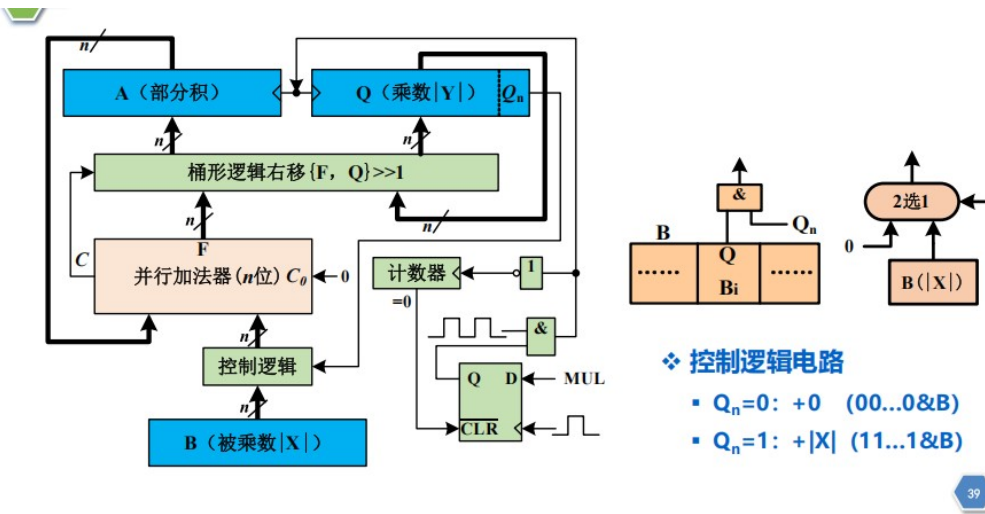 n
A（部分积）
Q（乘数|Y|）
Qn
n
n
桶形逻辑右移{F，Q}>>1
n
n
C
F
并行加法器(n位) C0
0
计数器
1
=0
n
控制逻辑
&
Q D
MUL
CLR
n
B（被乘数|X|）
&
Qn
B
……
Q
Bi
……
2选1
0
B(|X|)
❖ 控制逻辑电路
▪ Qn=0: +0 (00...0&B)
▪ Qn=1: +|X| (11...1&B)
39